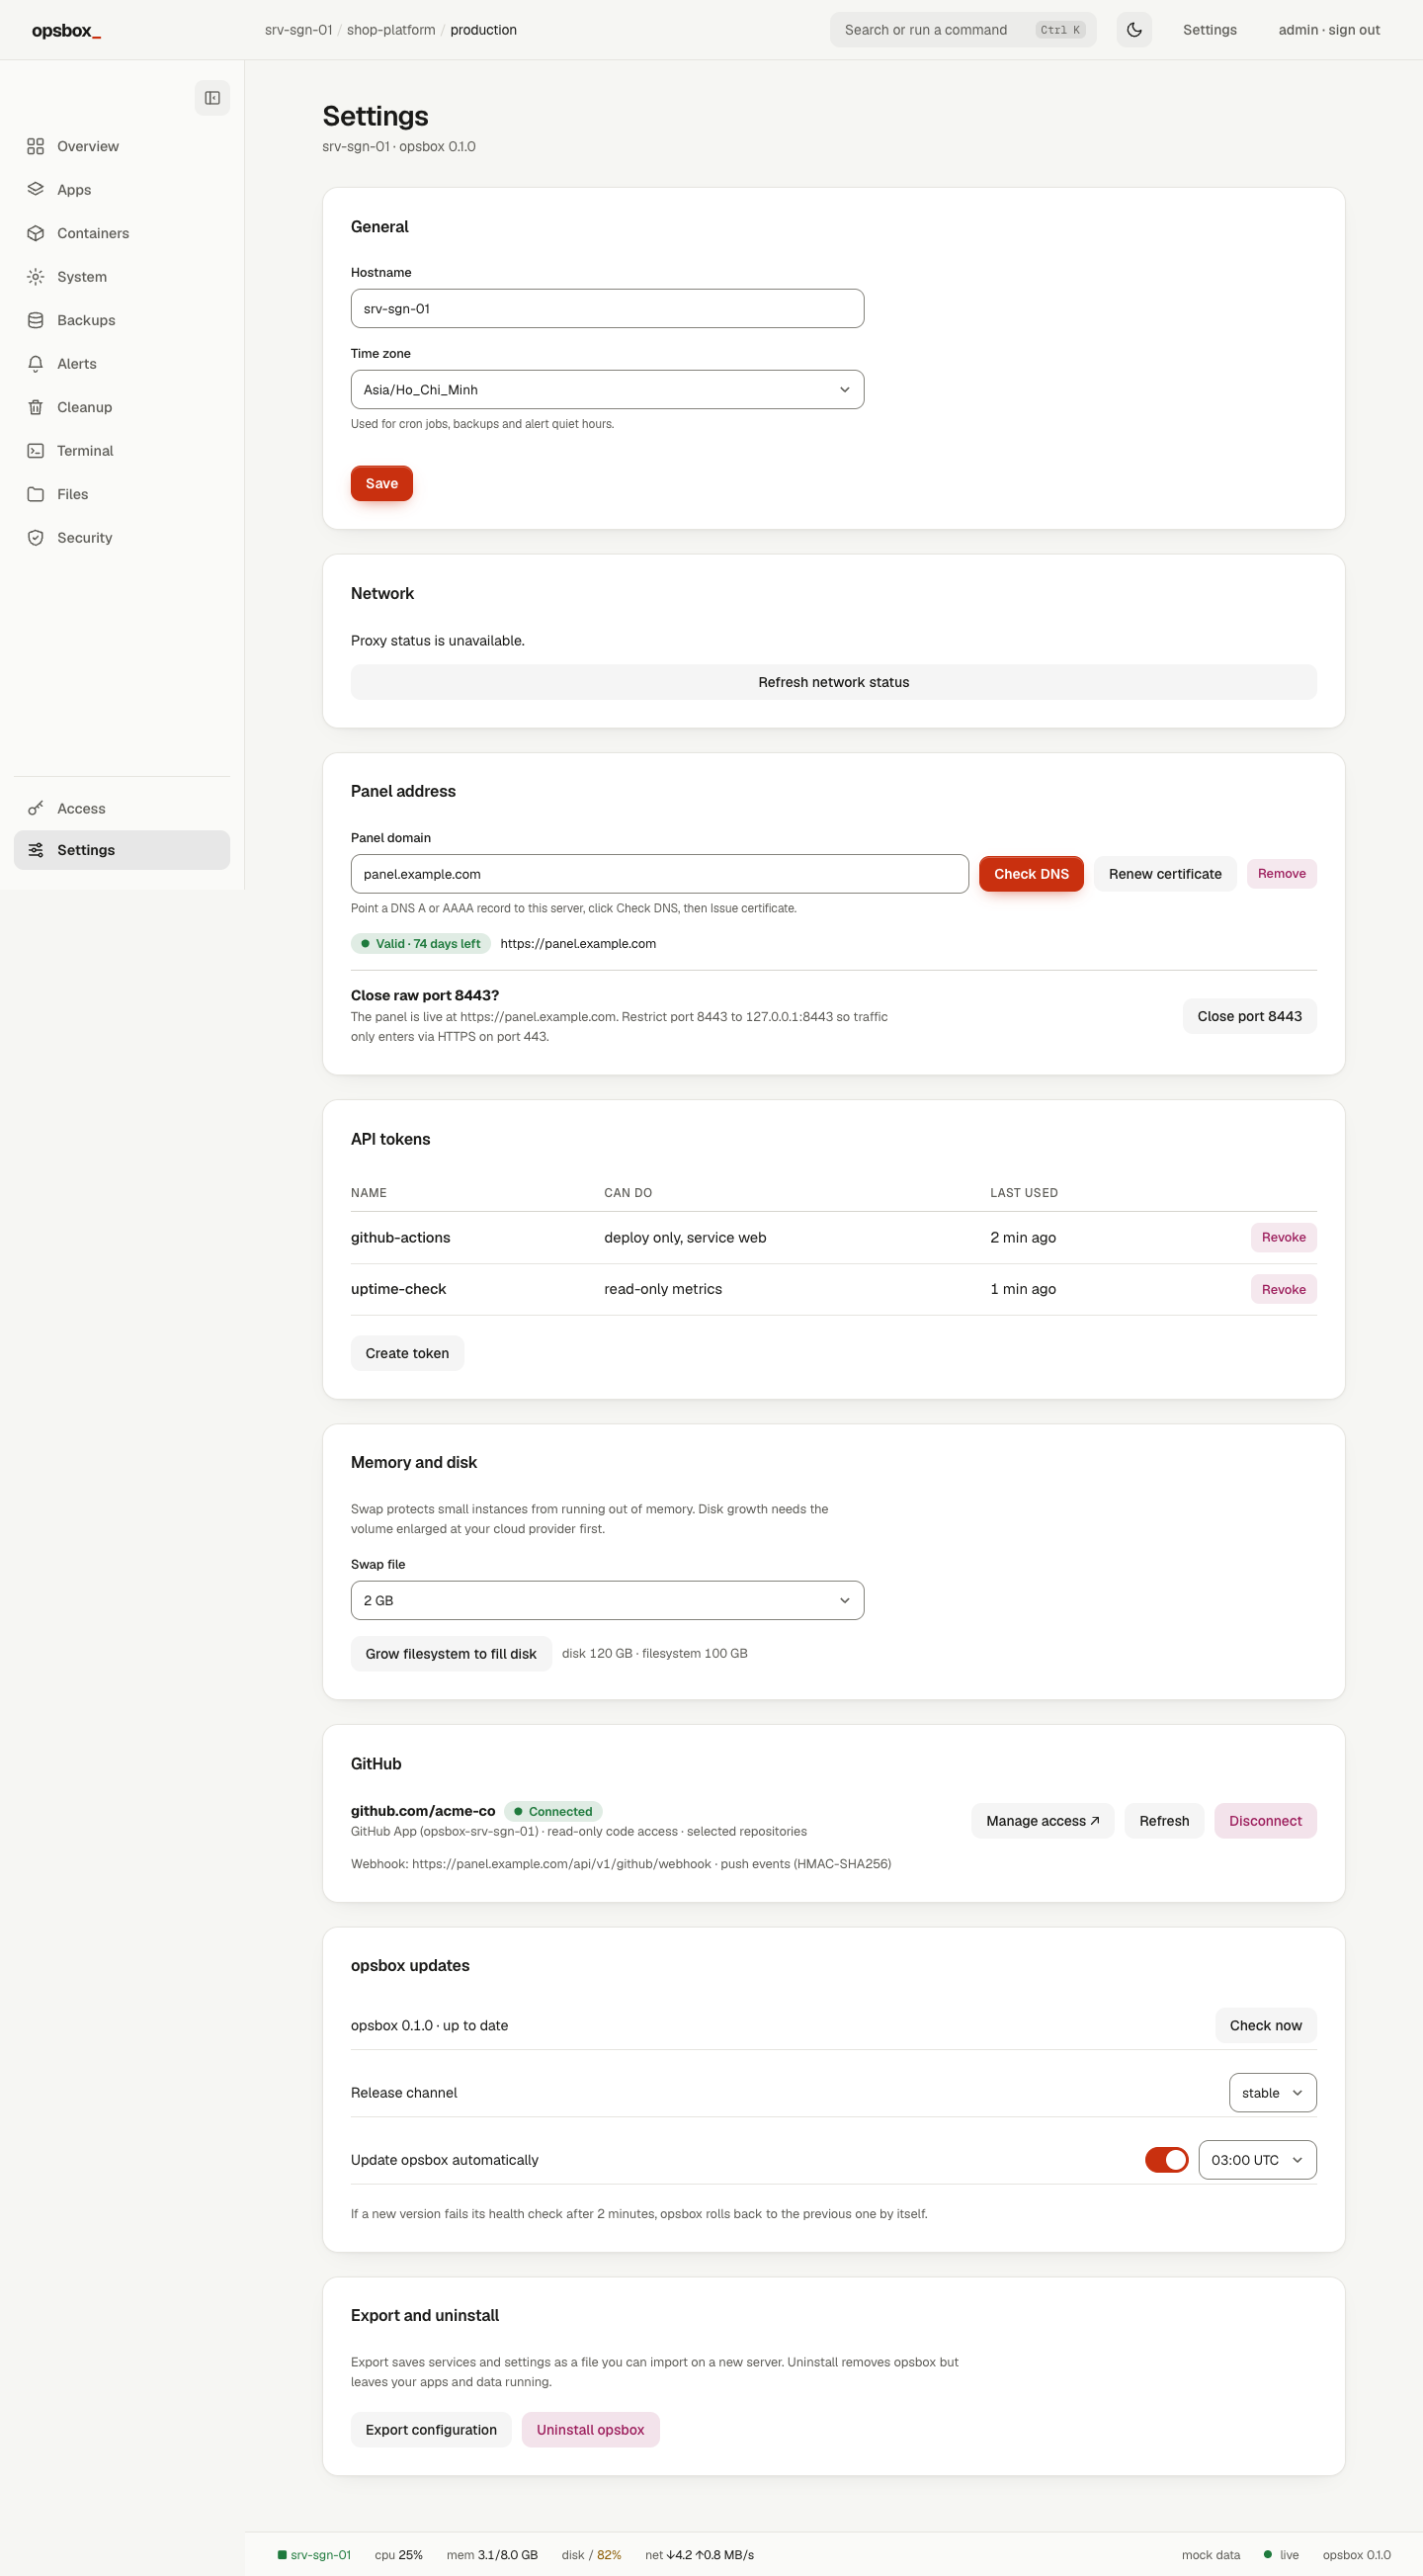 opsbox_
srv-sgn-01 / shop-platform / production
Search or run a command Ctrl K
Settings
admin · sign out
Overview
Apps
Containers
System
Backups
Alerts
Cleanup
Terminal
Files
Security
Access
Settings
Settings
srv-sgn-01 · opsbox 0.1.0
General
Hostname
srv-sgn-01
Time zone
Asia/Ho_Chi_Minh
Used for cron jobs, backups and alert quiet hours.
Save
Network
Proxy status is unavailable.
Refresh network status
Panel address
Panel domain
panel.example.com
Check DNS
Renew certificate
Remove
Point a DNS A or AAAA record to this server, click Check DNS, then Issue certificate.
Valid · 74 days left https://panel.example.com
Close raw port 8443?
The panel is live at https://panel.example.com. Restrict port 8443 to 127.0.0.1:8443 so traffic
only enters via HTTPS on port 443.
Close port 8443
API tokens
NAME CAN DO LAST USED
github-actions deploy only, service web 2 min ago Revoke
uptime-check read-only metrics 1 min ago Revoke
Create token
Memory and disk
Swap protects small instances from running out of memory. Disk growth needs the
volume enlarged at your cloud provider first.
Swap file
2 GB
Grow filesystem to fill disk disk 120 GB · filesystem 100 GB
GitHub
github.com/acme-co Connected
GitHub App (opsbox-srv-sgn-01) · read-only code access · selected repositories
Manage access ↗ Refresh Disconnect
Webhook: https://panel.example.com/api/v1/github/webhook · push events (HMAC-SHA256)
opsbox updates
opsbox 0.1.0 · up to date Check now
Release channel stable
Update opsbox automatically 03:00 UTC
If a new version fails its health check after 2 minutes, opsbox rolls back to the previous one by itself.
Export and uninstall
Export saves services and settings as a file you can import on a new server. Uninstall removes opsbox but
leaves your apps and data running.
Export configuration Uninstall opsbox
srv-sgn-01 cpu 25% mem 3.1/8.0 GB disk / 82% net ↓4.2 ↑0.8 MB/s mock data live opsbox 0.1.0